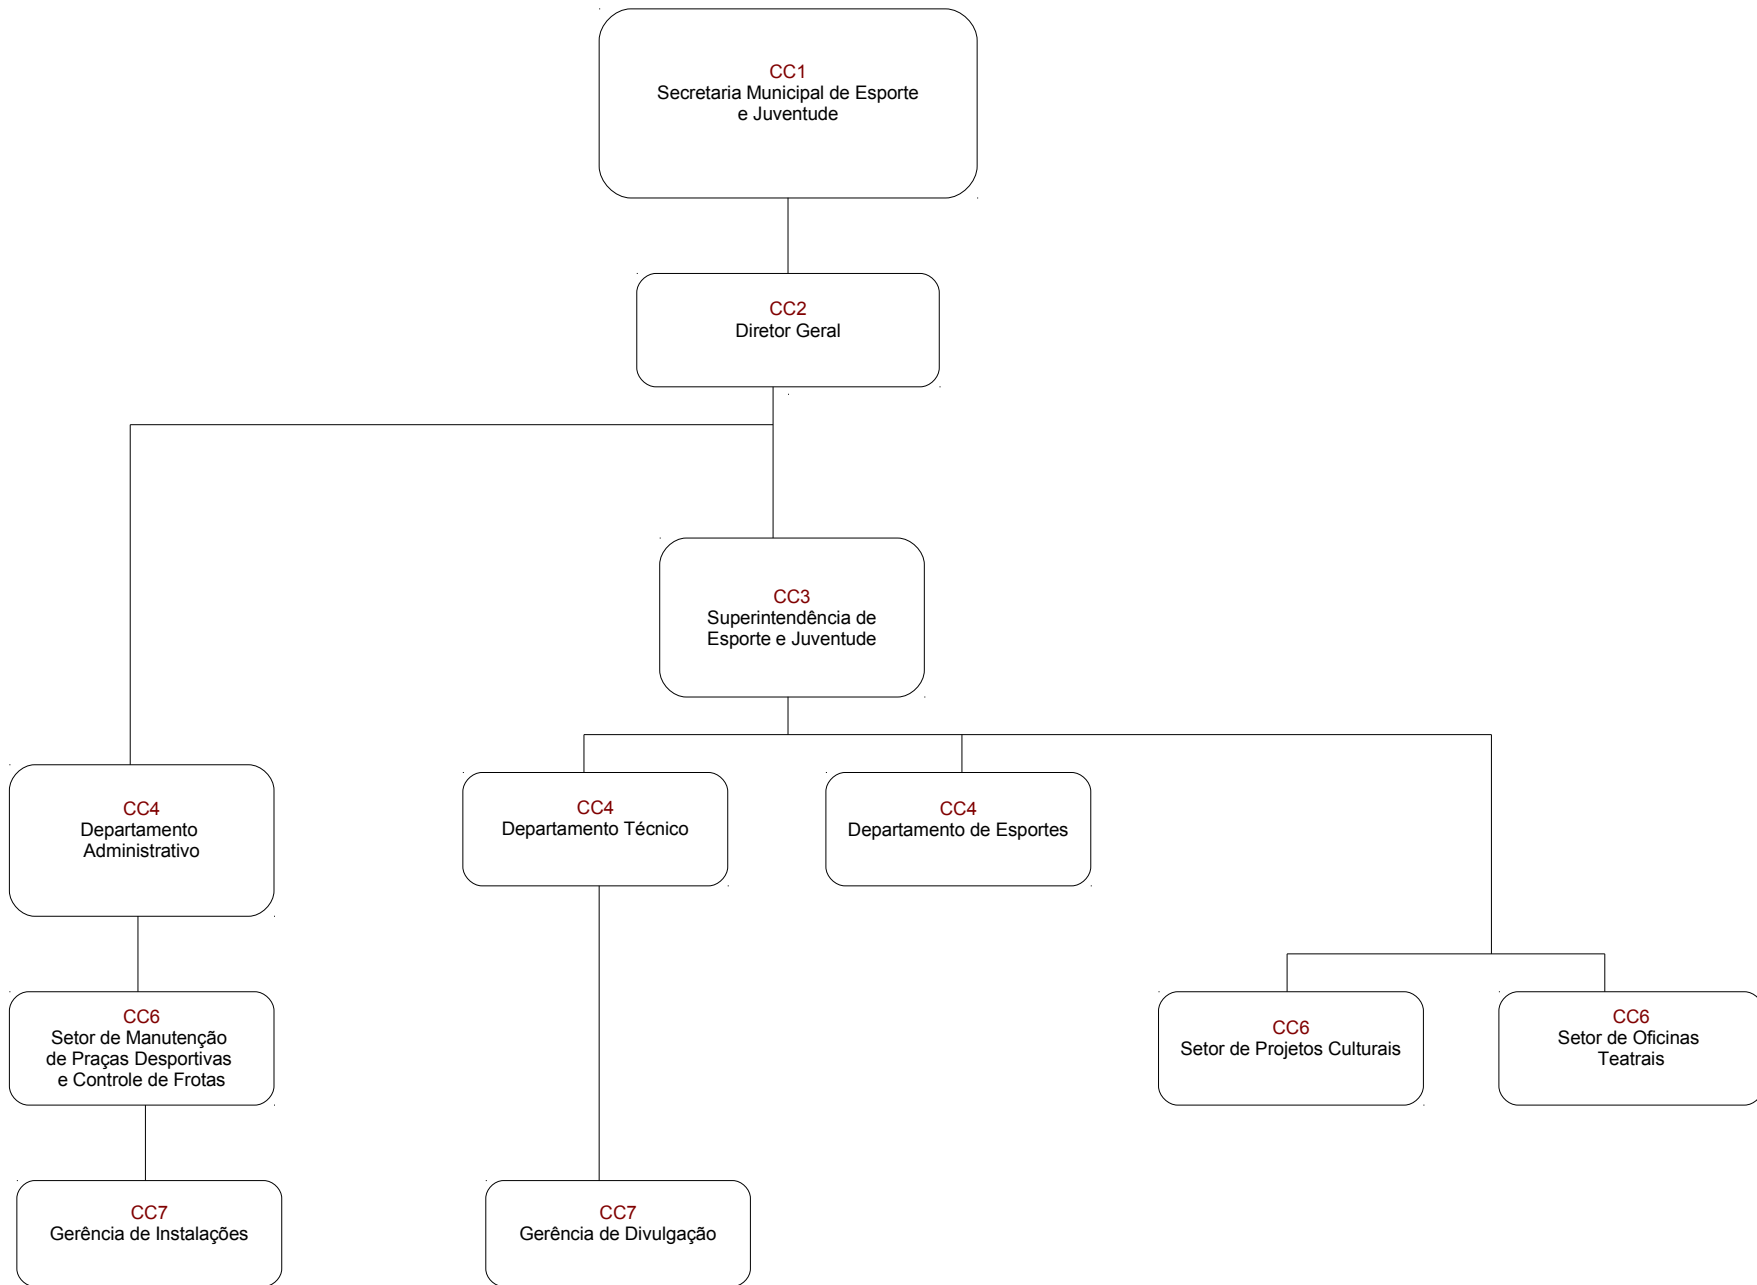 CC1
Secretaria Municipal de Esporte
e Juventude
CC2
Diretor Geral
CC3
Superintendência de
Esporte e Juventude
CC4
Departamento
Administrativo
CC4
Departamento Técnico
CC4
Departamento de Esportes
CC6
Setor de Manutenção
de Praças Desportivas
e Controle de Frotas
CC6
Setor de Projetos Culturais
CC6
Setor de Oficinas
Teatrais
CC7
Gerência de Instalações
CC7
Gerência de Divulgação